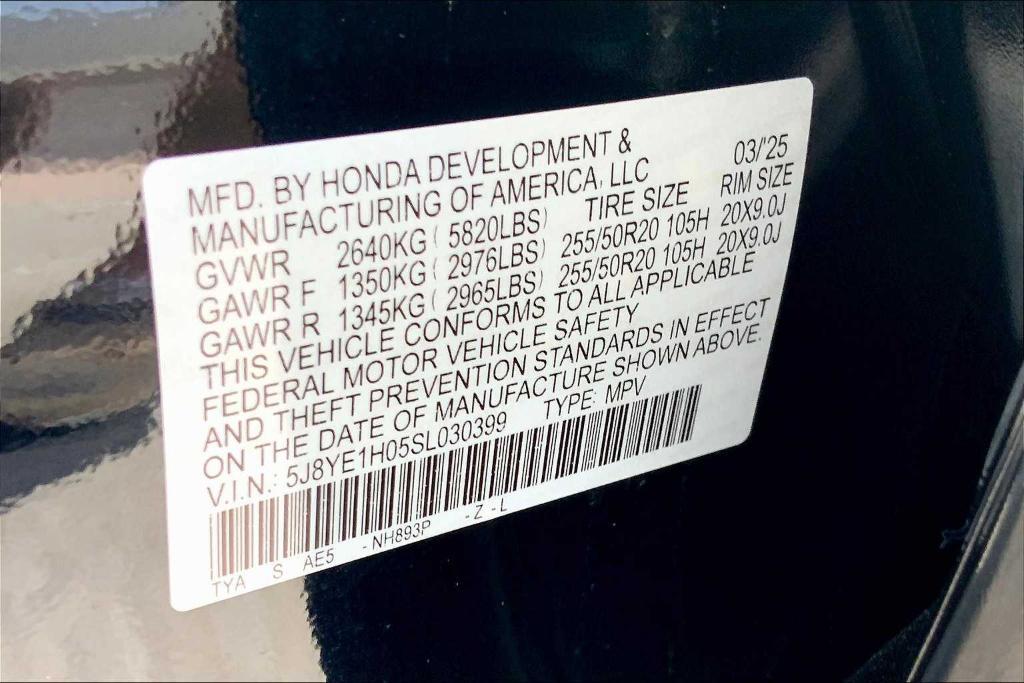 MFD. BY HONDA DEVELOPMENT &
MANUFACTURING OF AMERICA, LLC 03/'25
GVWR 2640KG ( 5820LBS) TIRE SIZE RIM SIZE
GAWR F 1350KG ( 2976LBS) 255/50R20 105H 20X9.0J
GAWR R 1345KG ( 2965LBS) 255/50R20 105H 20X9.0J
THIS VEHICLE CONFORMS TO ALL APPLICABLE
FEDERAL MOTOR VEHICLE SAFETY
AND THEFT PREVENTION STANDARDS IN EFFECT
ON THE DATE OF MANUFACTURE SHOWN ABOVE.
V.I.N.: 5J8YE1H05SL030399 TYPE: MPV
TYA S AE5 - NH893P - Z - L